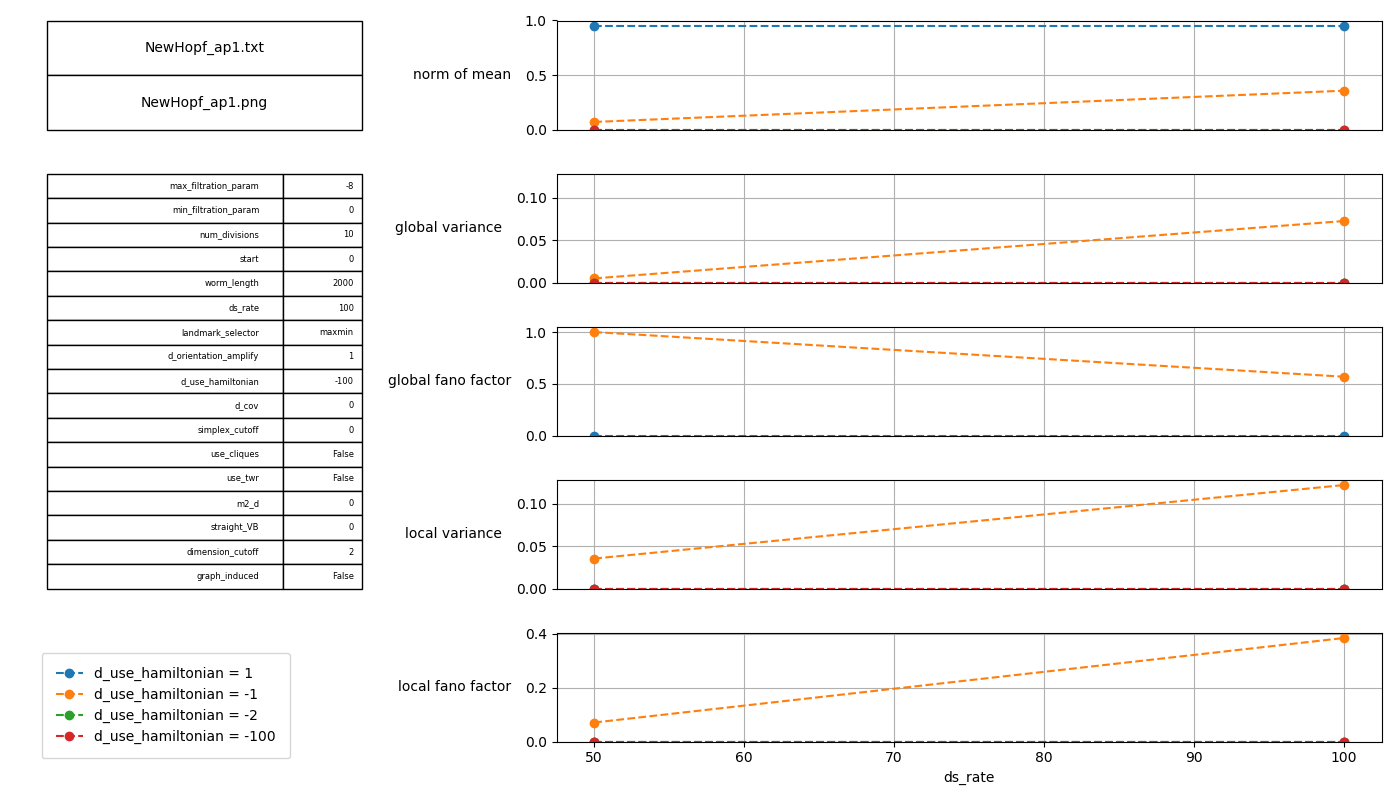 NewHopf_ap1.txt
NewHopf_ap1.png
max_filtration_param -8
min_filtration_param 0
num_divisions 10
start 0
worm_length 2000
ds_rate 100
landmark_selector maxmin
d_orientation_amplify 1
d_use_hamiltonian -100
d_cov 0
simplex_cutoff 0
use_cliques False
use_twr False
m2_d 0
straight_VB 0
dimension_cutoff 2
graph_induced False
d_use_hamiltonian = 1
d_use_hamiltonian = -1
d_use_hamiltonian = -2
d_use_hamiltonian = -100
norm of mean
1.0
0.5
0.0
global variance
0.10
0.05
0.00
global fano factor
1.0
0.5
0.0
local variance
0.10
0.05
0.00
local fano factor
0.4
0.2
0.0
50 60 70 80 90 100
ds_rate